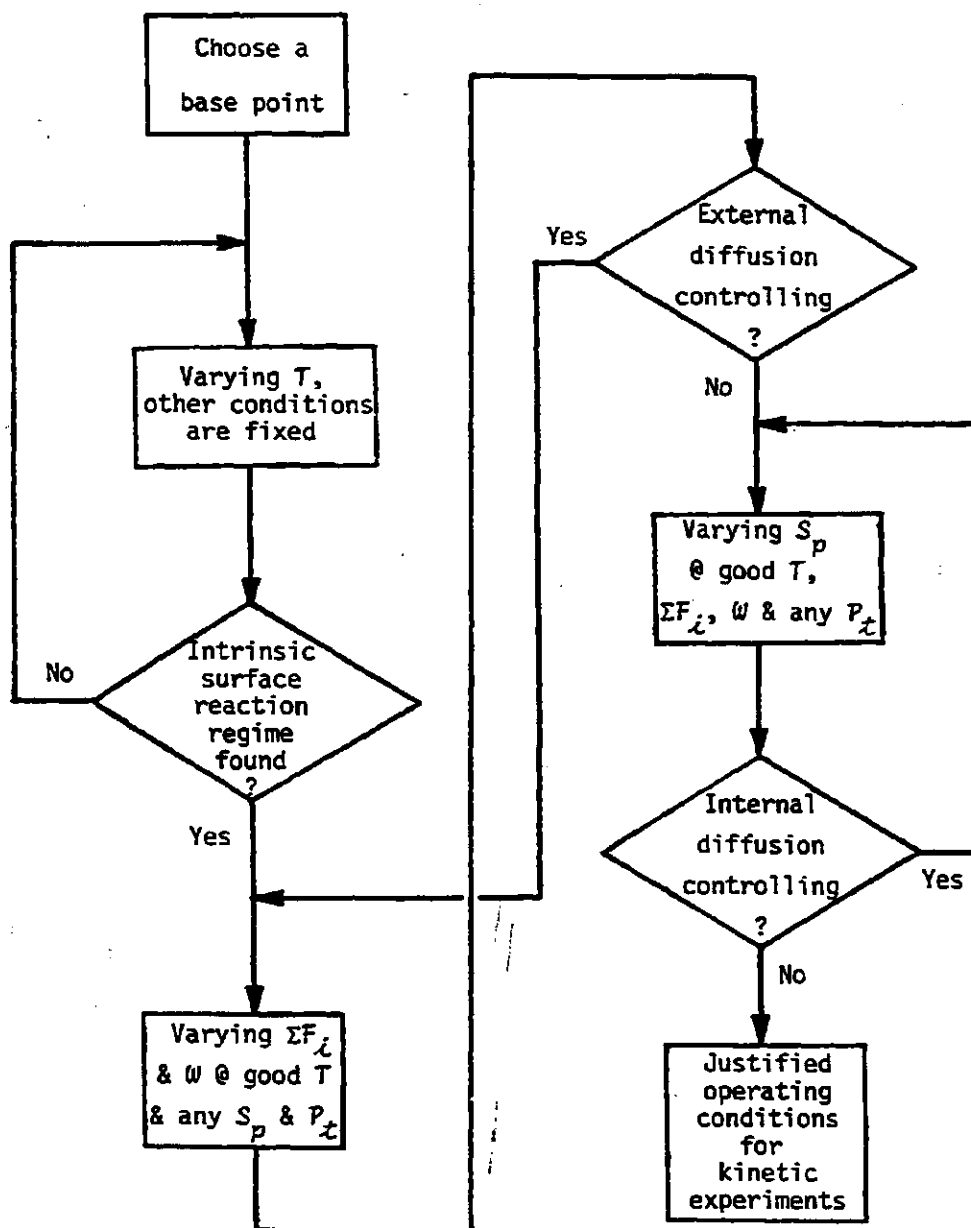 Choose a
base point
Varying T,
other conditions
are fixed
Intrinsic
surface
reaction
regime
found
?
No
Yes
Varying ΣF_i
& W @ good T
& any S_p & P_t
External
diffusion
controlling
?
Yes
No
Varying S_p
@ good T,
ΣF_i, W & any P_t
Internal
diffusion
controlling
?
Yes
No
Justified
operating
conditions
for
kinetic
experiments